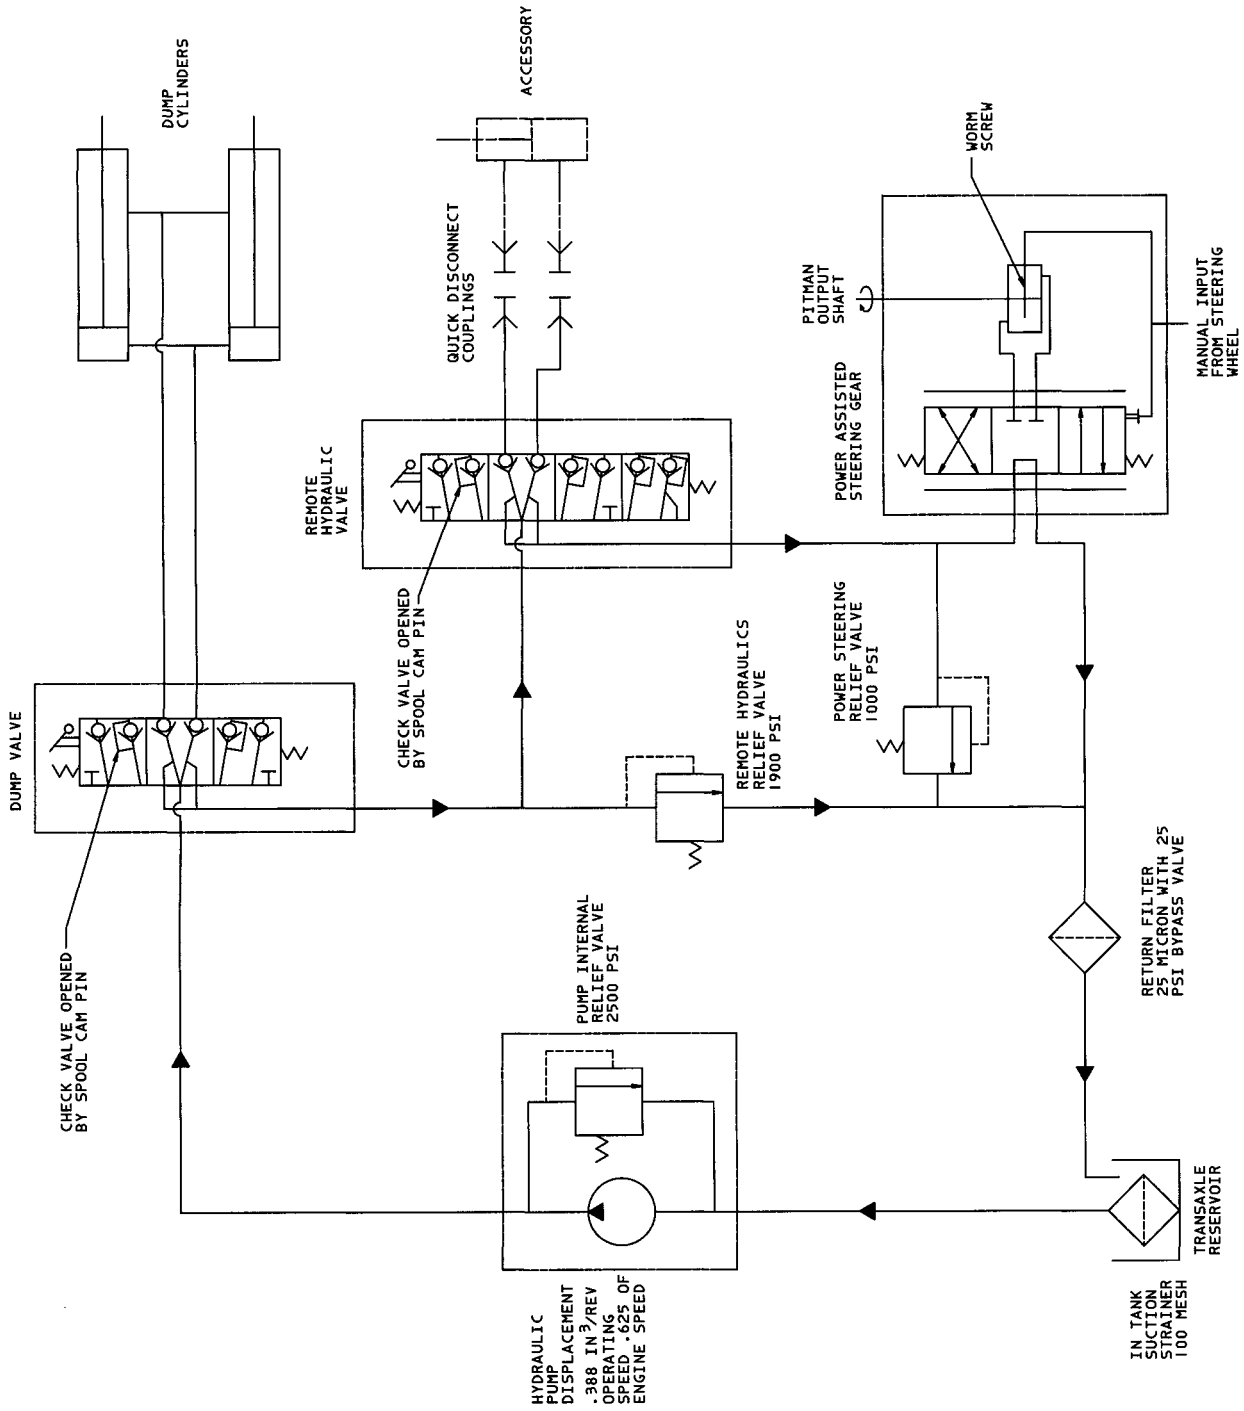 DUMP
CYLINDERS
ACCESSORY
QUICK DISCONNECT
COUPLINGS
WORM
SCREW
PITMAN
OUTPUT
SHAFT
MANUAL INPUT
FROM STEERING
WHEEL
POWER ASSISTED
STEERING GEAR
REMOTE
HYDRAULIC
VALVE
CHECK VALVE OPENED
BY SPOOL CAM PIN
DUMP VALVE
REMOTE HYDRAULICS
RELIEF VALVE
1900 PSI
POWER STEERING
RELIEF VALVE
1000 PSI
CHECK VALVE OPENED
BY SPOOL CAM PIN
PUMP INTERNAL
RELIEF VALVE
2500 PSI
RETURN FILTER
25 MICRON WITH 25
PSI BYPASS VALVE
HYDRAULIC
PUMP
DISPLACEMENT
.388 IN³/REV
OPERATING
SPEED .625 OF
ENGINE SPEED
TRANSAXLE
RESERVOIR
IN TANK
SUCTION
STRAINER
100 MESH